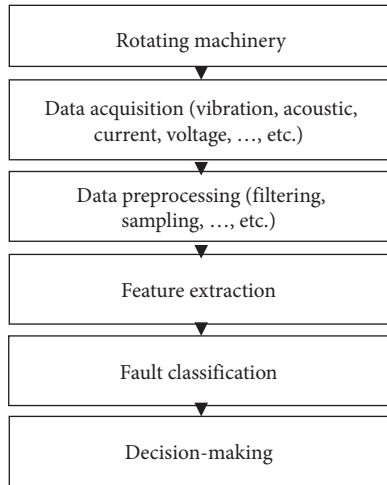 Rotating machinery
Data acquisition (vibration, acoustic,
current, voltage, …, etc.)
Data preprocessing (filtering,
sampling, …, etc.)
Feature extraction
Fault classification
Decision-making